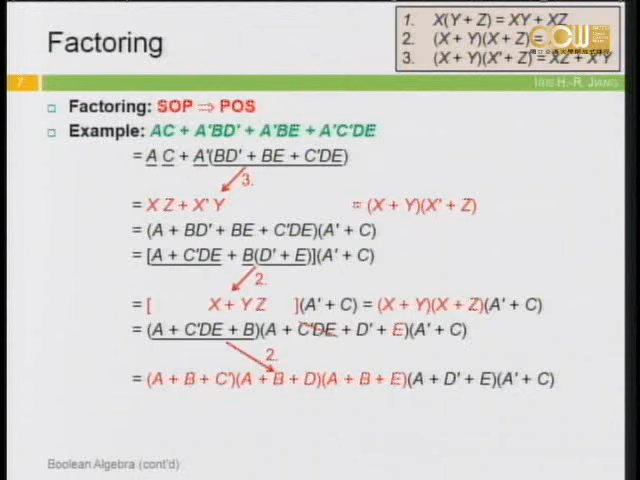 Factoring
1. X(Y + Z) = XY + XZ
2. (X + Y)(X + Z) =
3. (X + Y)(X' + Z) = XZ + X'Y
7
H.-R. JIANG
Factoring: SOP ⇒ POS
Example: AC + A'BD' + A'BE + A'C'DE
= A C + A'(BD' + BE + C'DE)
3.
= X Z + X' Y = (X + Y)(X' + Z)
= (A + BD' + BE + C'DE)(A' + C)
= [A + C'DE + B(D' + E)](A' + C)
2.
= [ X + Y Z ](A' + C) = (X + Y)(X + Z)(A' + C)
= (A + C'DE + B)(A + C'DE + D' + E)(A' + C)
2.
= (A + B + C')(A + B + D)(A + B + E)(A + D' + E)(A' + C)
Boolean Algebra (cont'd)